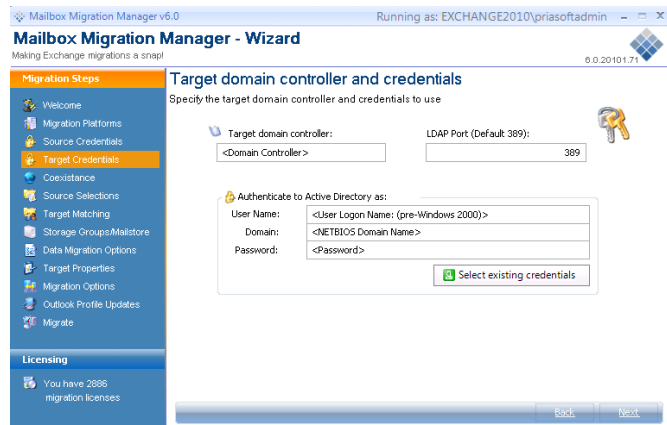 Mailbox Migration Manager v6.0
Running as: EXCHANGE2010\priasoftadmin
Mailbox Migration Manager - Wizard
Making Exchange migrations a snap!
6.0.20101.71
Migration Steps
Welcome
Migration Platforms
Source Credentials
Target Credentials
Coexistance
Source Selections
Target Matching
Storage Groups/Mailstore
Data Migration Options
Target Properties
Migration Options
Outlook Profile Updates
Migrate
Licensing
You have 2886
migration licenses
Target domain controller and credentials
Specify the target domain controller and credentials to use
Target domain controller:
LDAP Port (Default 389):
<Domain Controller>
389
Authenticate to Active Directory as:
User Name:
<User Logon Name: (pre-Windows 2000)>
Domain:
<NETBIOS Domain Name>
Password:
<Password>
Select existing credentials
Back
Next